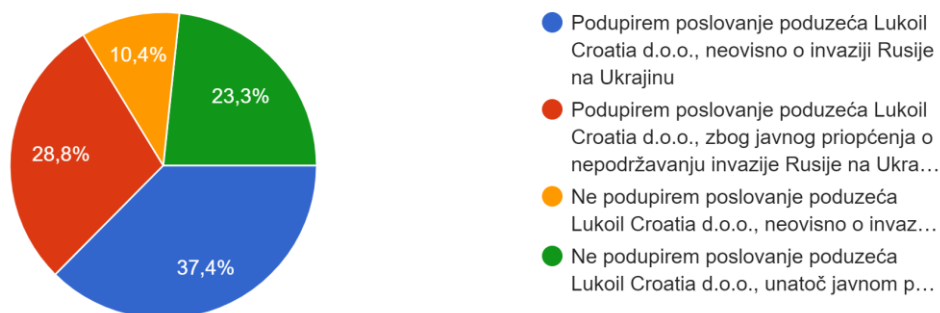 10,4%
23,3%
28,8%
37,4%
Podupirem poslovanje poduzeća Lukoil
Croatia d.o.o., neovisno o invaziji Rusije
na Ukrajinu
Podupirem poslovanje poduzeća Lukoil
Croatia d.o.o., zbog javnog priopćenja o
nepodržavanju invazije Rusije na Ukra…
Ne podupirem poslovanje poduzeća
Lukoil Croatia d.o.o., neovisno o invaz…
Ne podupirem poslovanje poduzeća
Lukoil Croatia d.o.o., unatoč javnom p…